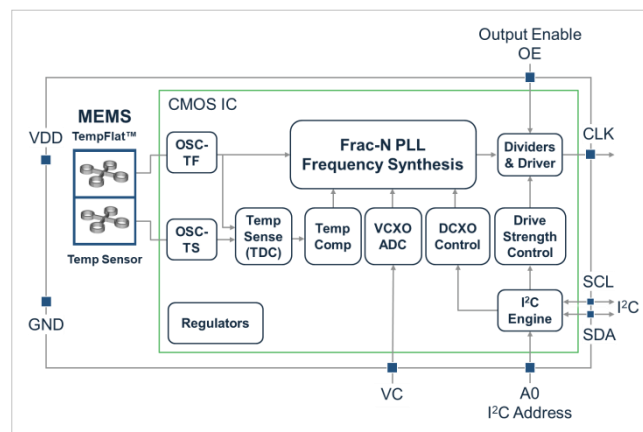 Output Enable
OE
MEMS
TempFlat™
CMOS IC
VDD
OSC-
TF
Frac-N PLL
Frequency Synthesis
Dividers
& Driver
CLK
Temp Sensor
OSC-
TS
Temp
Sense
(TDC)
Temp
Comp
VCXO
ADC
DCXO
Control
Drive
Strength
Control
GND
Regulators
I²C
Engine
SCL
I²C
SDA
VC
A0
I²C Address